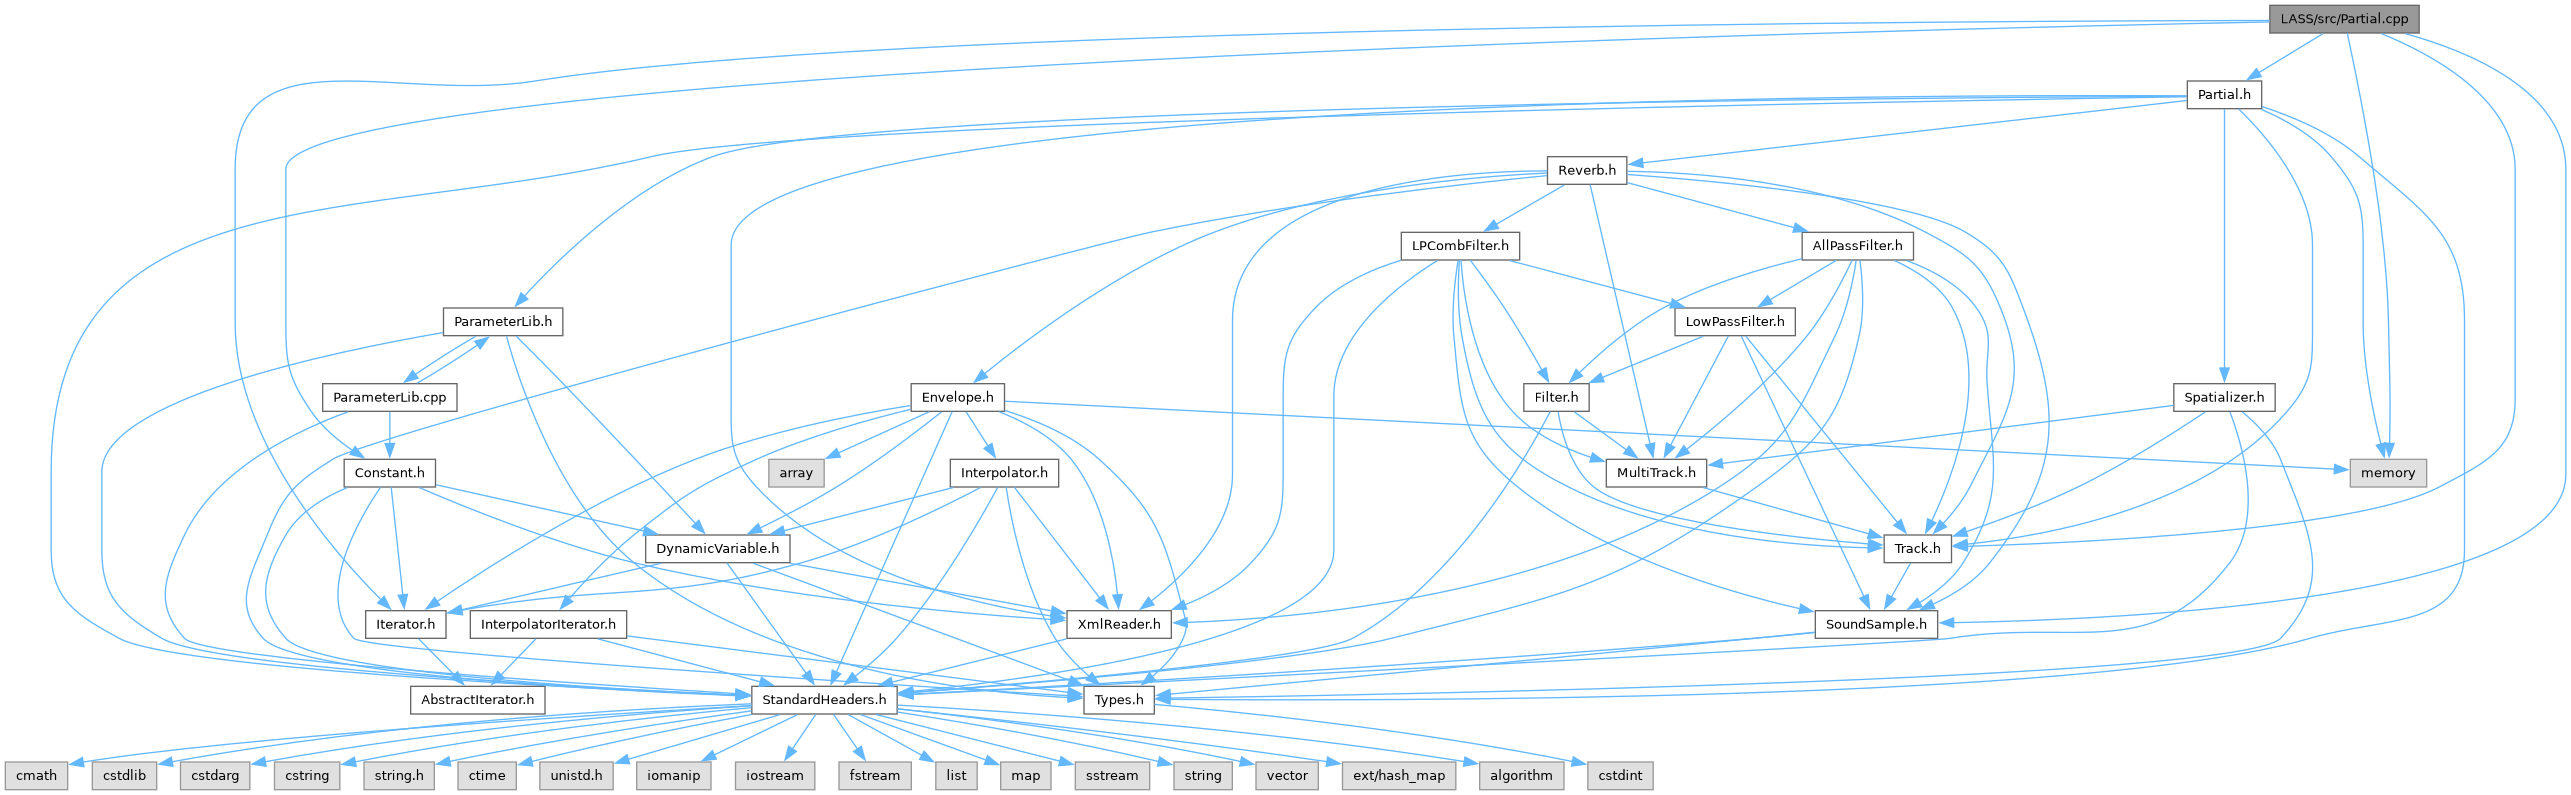 LASS/src/Partial.cpp
Partial.h
Reverb.h
LPCombFilter.h
AllPassFilter.h
ParameterLib.h
LowPassFilter.h
ParameterLib.cpp
Envelope.h
Filter.h
Spatializer.h
Constant.h
array
Interpolator.h
MultiTrack.h
memory
DynamicVariable.h
Track.h
Iterator.h
InterpolatorIterator.h
XmlReader.h
SoundSample.h
AbstractIterator.h
StandardHeaders.h
Types.h
cmath
cstdlib
cstdarg
cstring
string.h
ctime
unistd.h
iomanip
iostream
fstream
list
map
sstream
string
vector
ext/hash_map
algorithm
cstdint